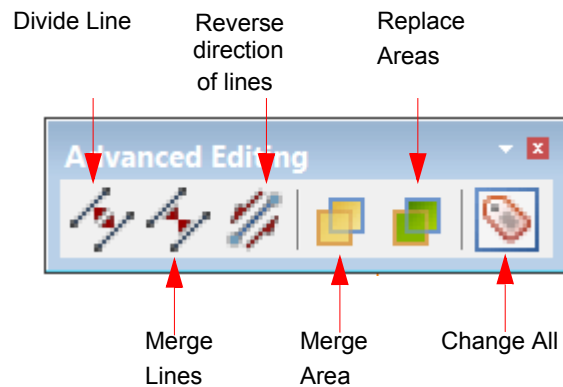 Divide Line
Reverse
direction
of lines
Replace
Areas
Advanced Editing
Merge
Lines
Merge
Area
Change All